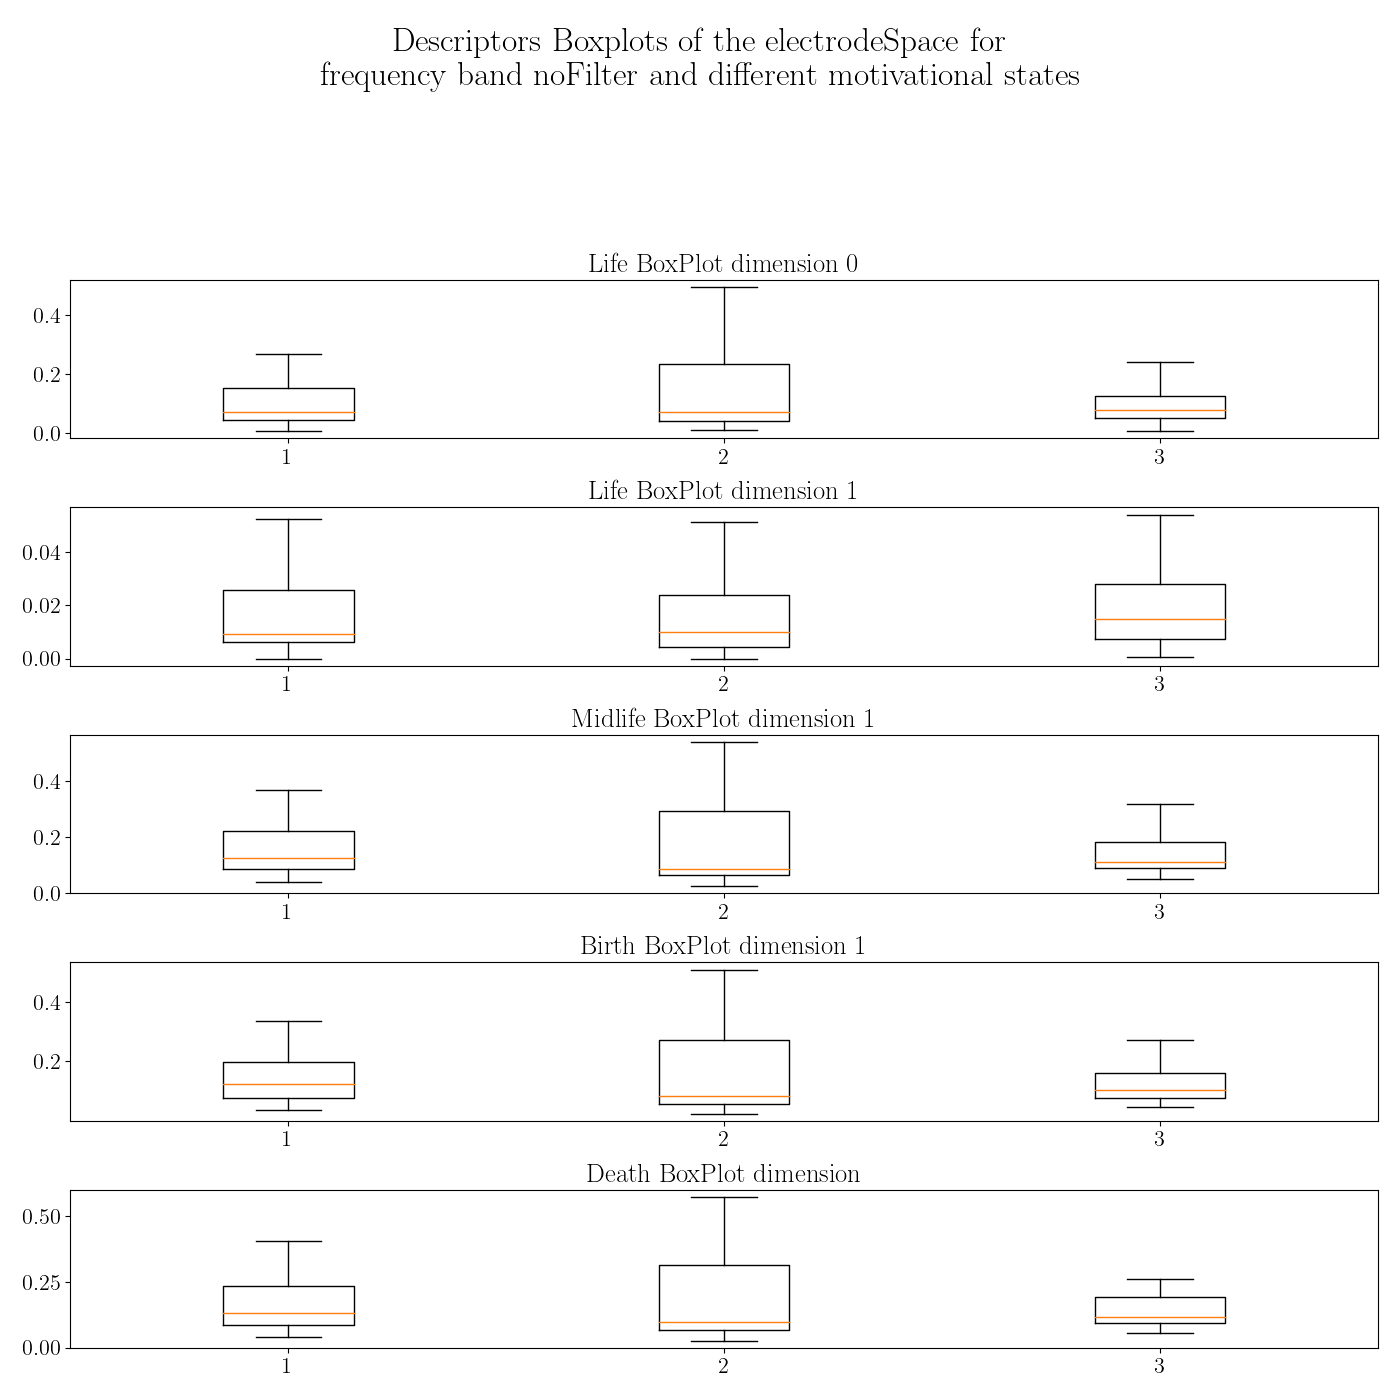 Descriptors Boxplots of the electrodeSpace for
frequency band noFilter and different motivational states
Life BoxPlot dimension 0
0.4
0.2
0.0
1 2 3
Life BoxPlot dimension 1
0.04
0.02
0.00
1 2 3
Midlife BoxPlot dimension 1
0.4
0.2
0.0
1 2 3
Birth BoxPlot dimension 1
0.4
0.2
1 2 3
Death BoxPlot dimension
0.50
0.25
0.00
1 2 3